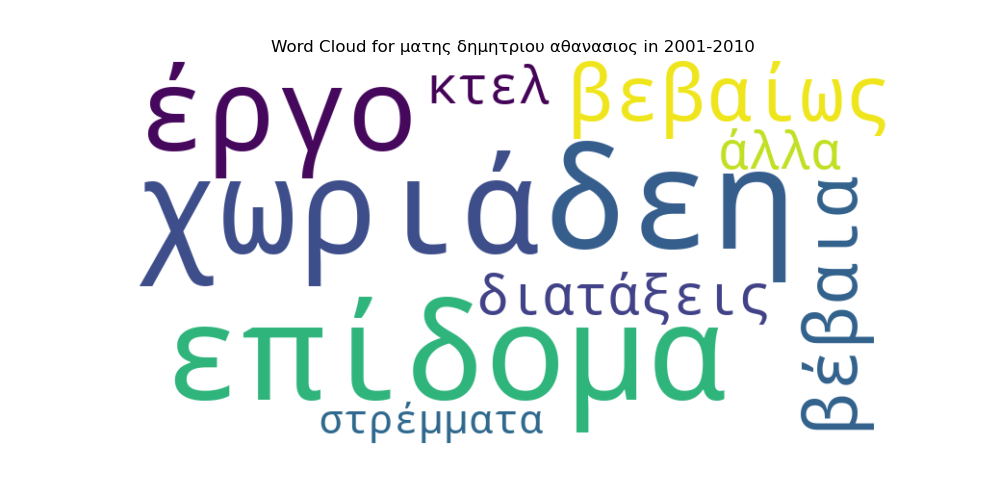 Word Cloud for ματης δημητριου αθανασιος in 2001-2010
έργο
κτελ
βεβαίως
άλλα
χωριά
δεη
βέβαια
διατάξεις
επίδομα
στρέμματα